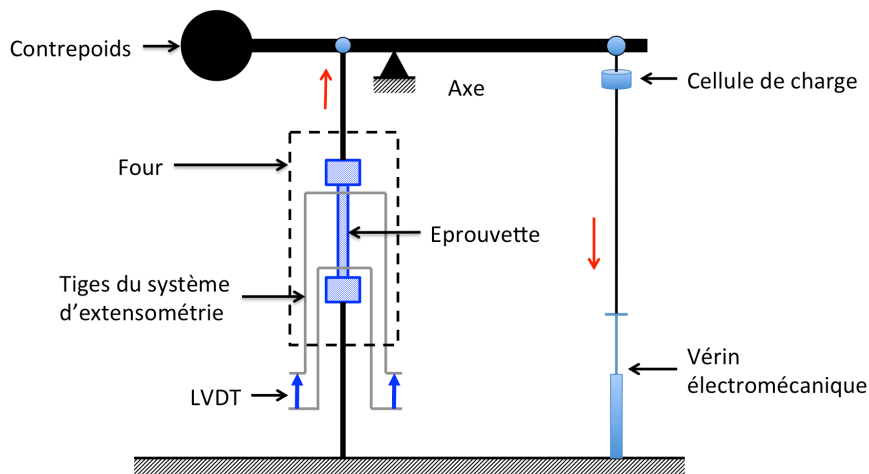 Contrepoids
Axe
Cellule de charge
Four
Eprouvette
Tiges du système
d'extensométrie
Vérin
électromécanique
LVDT